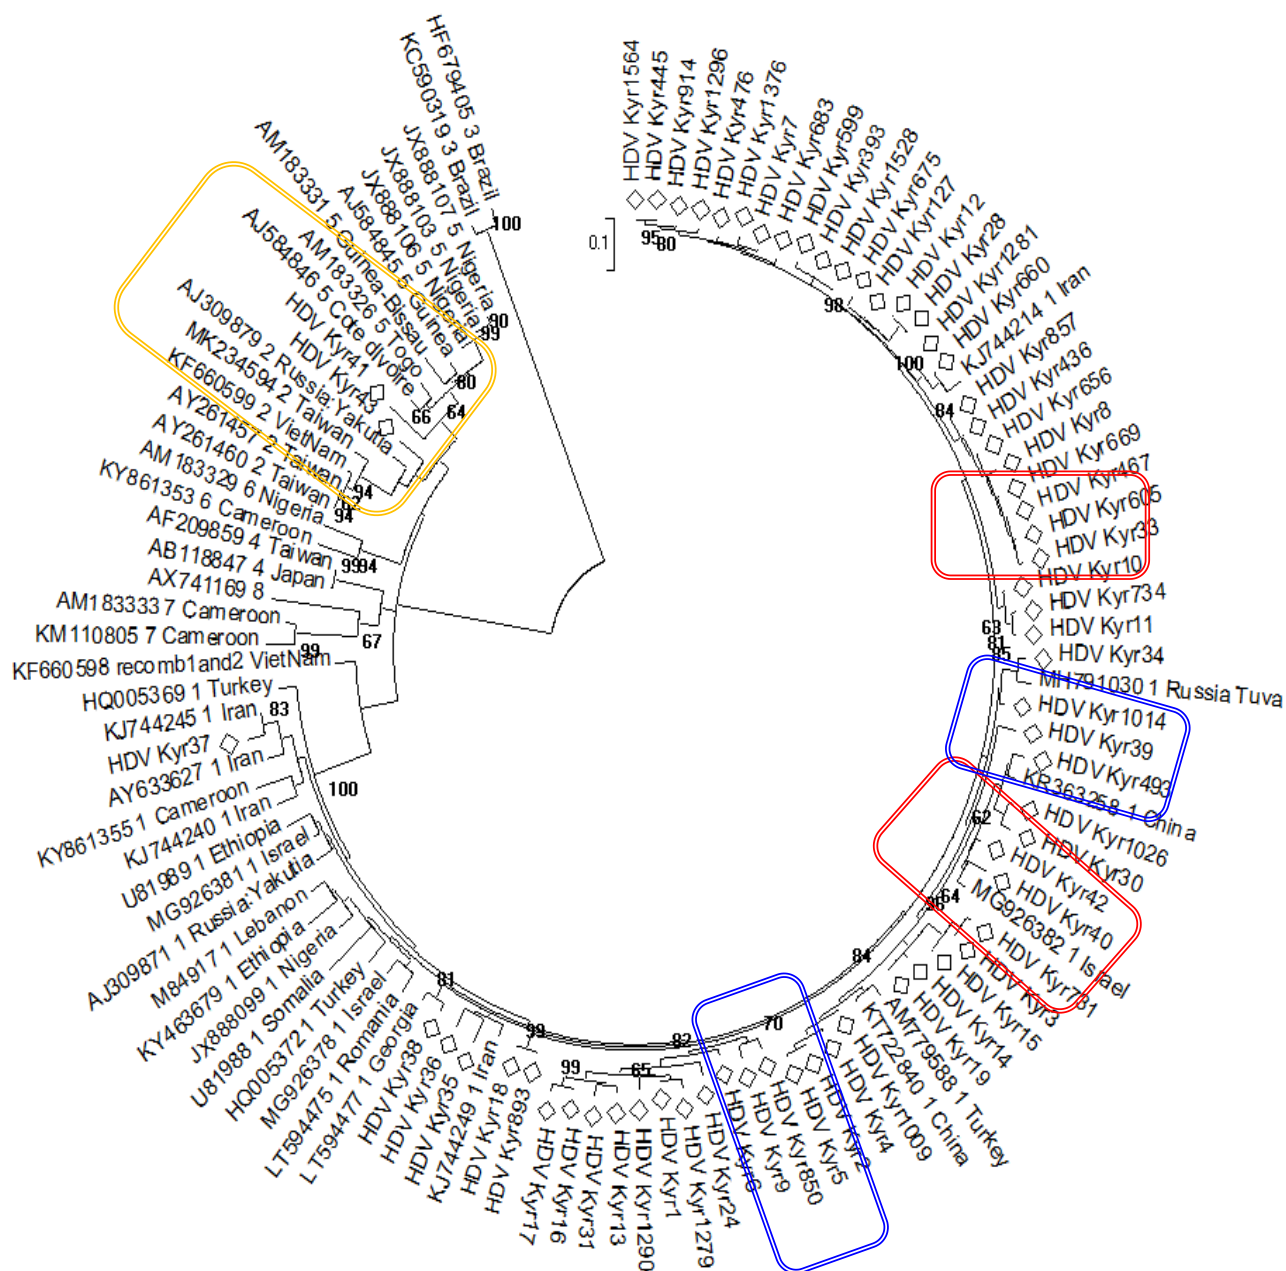 HF679405 3 Brazil
KC590319 3 Brazil
JX888107 5 Nigeria
JX888103 5 Nigeria
JX888106 5 Nigeria
AJ584845 5 Guinea
AM183331 5 Guinea-Bissau
AM183326 5 Togo
AJ584846 5 Cote dIvoire
HDV Kyr41
HDV Kyr43
AJ309879 2 Russia:Yakutia
MK234594 2 Taiwan
KF660599 2 VietNam
AY261457 2 Taiwan
AY261460 2 Taiwan
AM183329 6 Nigeria
KY861353 6 Cameroon
AF209859 4 Taiwan
AB118847 4 Japan
AX741169 8
AM183333 7 Cameroon
KM110805 7 Cameroon
KF660598 recomb1and2 VietNam
HQ005369 1 Turkey
KJ744245 1 Iran
HDV Kyr37
AY633627 1 Iran
KY861355 1 Cameroon
KJ744240 1 Iran
U81989 1 Ethiopia
MG926381 1 Israel
AJ309871 1 Russia:Yakutia
M84917 1 Lebanon
KY463679 1 Ethiopia
JX888099 1 Nigeria
U81988 1 Somalia
HQ005372 1 Turkey
MG926378 1 Israel
LT594475 1 Romania
LT594477 1 Georgia
HDV Kyr38
HDV Kyr36
HDV Kyr35
KJ744249 1 Iran
HDV Kyr18
HDV Kyr893
HDV Kyr17
HDV Kyr16
HDV Kyr31
HDV Kyr13
HDV Kyr1290
HDV Kyr1
HDV Kyr1279
HDV Kyr24
HDV Kyr6
HDV Kyr9
HDV Kyr850
HDV Kyr5
HDV Kyr2
HDV Kyr4
HDV Kyr1009
KT722840 1 China
AM779588 1 Turkey
HDV Kyr19
HDV Kyr14
HDV Kyr15
HDV Kyr3
HDV Kyr731
MG926382 1 Israel
HDV Kyr40
HDV Kyr42
HDV Kyr30
HDV Kyr1026
KR363258 1 China
HDV Kyr493
HDV Kyr39
HDV Kyr1014
MH791030 1 Russia Tuva
HDV Kyr34
HDV Kyr11
HDV Kyr734
HDV Kyr10
HDV Kyr33
HDV Kyr605
HDV Kyr467
HDV Kyr669
HDV Kyr8
HDV Kyr656
HDV Kyr436
HDV Kyr857
KJ744214 1 Iran
HDV Kyr660
HDV Kyr1281
HDV Kyr28
HDV Kyr12
HDV Kyr127
HDV Kyr675
HDV Kyr1528
HDV Kyr393
HDV Kyr599
HDV Kyr683
HDV Kyr7
HDV Kyr1376
HDV Kyr476
HDV Kyr1296
HDV Kyr914
HDV Kyr445
HDV Kyr1564
0.1
100
90
99
80
64
66
94
94
99
94
67
99
83
100
81
99
99
65
82
70
84
96
64
62
85
81
63
84
100
98
80
95